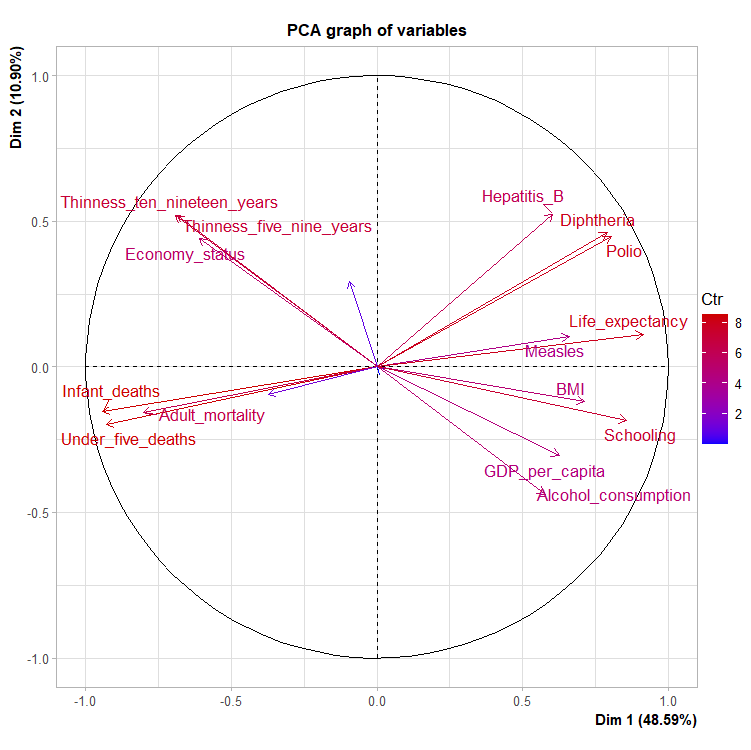 PCA graph of variables
Dim 2 (10.90%)
1.0
0.5
0.0
-0.5
-1.0
Thinness_ten_nineteen_years
Thinness_five_nine_years
Economy_status
Hepatitis_B
Diphtheria
Polio
Life_expectancy
Measles
BMI
Schooling
GDP_per_capita
Alcohol_consumption
Infant_deaths
Adult_mortality
Under_five_deaths
Ctr
8
6
4
2
-1.0
-0.5
0.0
0.5
1.0
Dim 1 (48.59%)